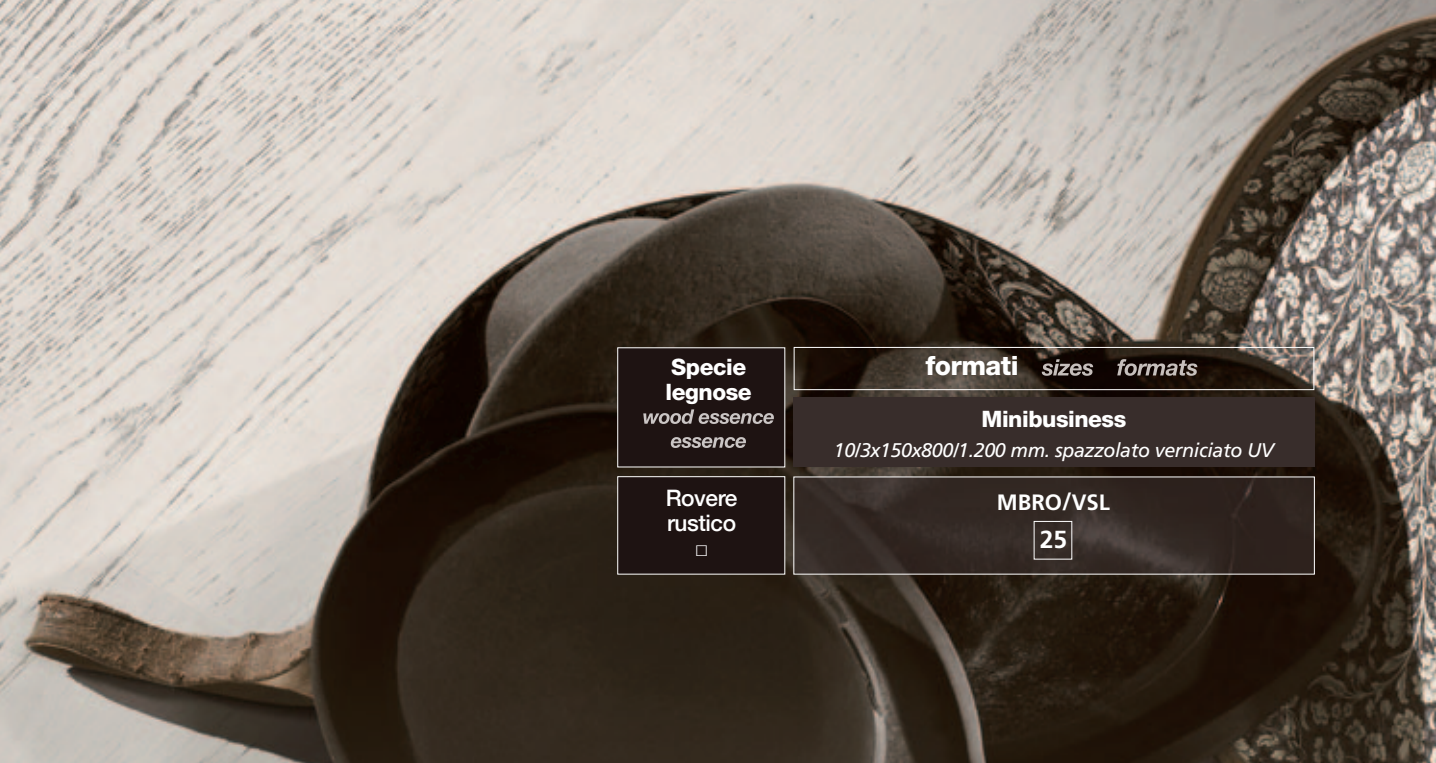 Specie
legnose
wood essence
essence
formati sizes formats
Minibusiness
10/3x150x800/1.200 mm. spazzolato verniciato UV
Rovere
rustico
□
MBRO/VSL
25